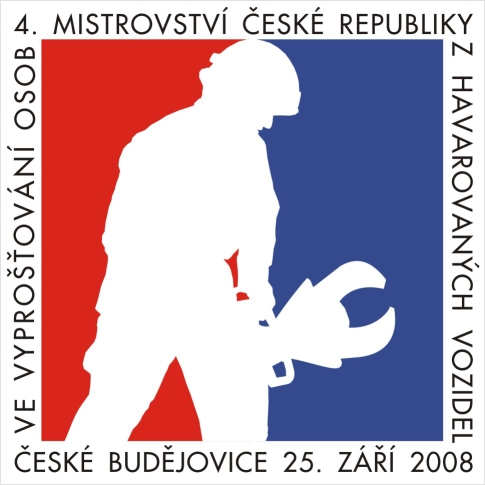 4. MISTROVSTVÍ ČESKÉ REPUBLIKY
VE VYPROŠŤOVÁNÍ OSOB
Z HAVAROVANÝCH VOZIDEL
ČESKÉ BUDĚJOVICE 25. ZÁŘÍ 2008